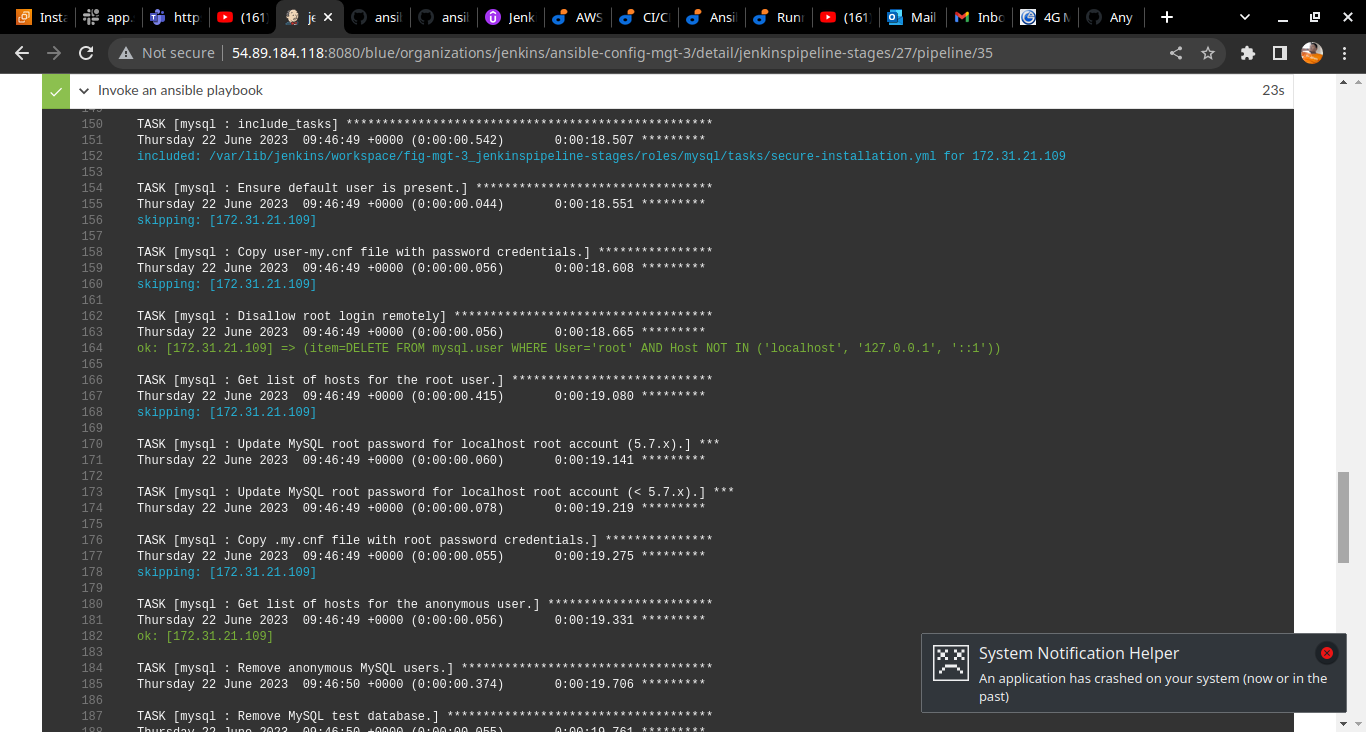 Insta
app.
http
(161)
je
ansil
ansil
Jenk
AWS
CI/CI
Ansil
Runr
(161)
Mail
Inbo
4G M
Any
Not secure
54.89.184.118:8080/blue/organizations/jenkins/ansible-config-mgt-3/detail/jenkinspipeline-stages/27/pipeline/35
Invoke an ansible playbook 23s
149
150 TASK [mysql : include_tasks] ***************************************************
151 Thursday 22 June 2023  09:46:49 +0000 (0:00:00.542)       0:00:18.507 *********
152 included: /var/lib/jenkins/workspace/fig-mgt-3_jenkinspipeline-stages/roles/mysql/tasks/secure-installation.yml for 172.31.21.109
153
154 TASK [mysql : Ensure default user is present.] *********************************
155 Thursday 22 June 2023  09:46:49 +0000 (0:00:00.044)       0:00:18.551 *********
156 skipping: [172.31.21.109]
157
158 TASK [mysql : Copy user-my.cnf file with password credentials.] ****************
159 Thursday 22 June 2023  09:46:49 +0000 (0:00:00.056)       0:00:18.608 *********
160 skipping: [172.31.21.109]
161
162 TASK [mysql : Disallow root login remotely] ************************************
163 Thursday 22 June 2023  09:46:49 +0000 (0:00:00.056)       0:00:18.665 *********
164 ok: [172.31.21.109] => (item=DELETE FROM mysql.user WHERE User='root' AND Host NOT IN ('localhost', '127.0.0.1', '::1'))
165
166 TASK [mysql : Get list of hosts for the root user.] ****************************
167 Thursday 22 June 2023  09:46:49 +0000 (0:00:00.415)       0:00:19.080 *********
168 skipping: [172.31.21.109]
169
170 TASK [mysql : Update MySQL root password for localhost root account (5.7.x).] ***
171 Thursday 22 June 2023  09:46:49 +0000 (0:00:00.060)       0:00:19.141 *********
172
173 TASK [mysql : Update MySQL root password for localhost root account (< 5.7.x).] ***
174 Thursday 22 June 2023  09:46:49 +0000 (0:00:00.078)       0:00:19.219 *********
175
176 TASK [mysql : Copy .my.cnf file with root password credentials.] ***************
177 Thursday 22 June 2023  09:46:49 +0000 (0:00:00.055)       0:00:19.275 *********
178 skipping: [172.31.21.109]
179
180 TASK [mysql : Get list of hosts for the anonymous user.] ***********************
181 Thursday 22 June 2023  09:46:49 +0000 (0:00:00.056)       0:00:19.331 *********
182 ok: [172.31.21.109]
183
184 TASK [mysql : Remove anonymous MySQL users.] ***********************************
185 Thursday 22 June 2023  09:46:50 +0000 (0:00:00.374)       0:00:19.706 *********
186
187 TASK [mysql : Remove MySQL test database.] *************************************
188 Thursday 22 June 2023  09:46:50 +0000 (0:00:00.055)       0:00:19.761 *********
System Notification Helper
An application has crashed on your system (now or in the
past)